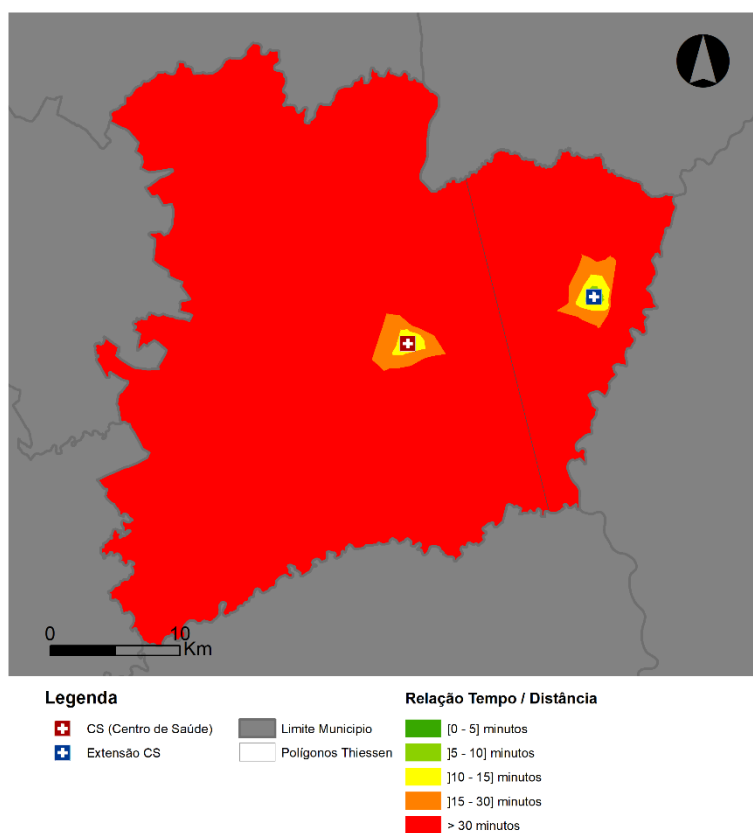 0 10
Km
Legenda
CS (Centro de Saúde)
Extensão CS
Limite Municipio
Polígonos Thiessen
Relação Tempo / Distância
[0 - 5] minutos
]5 - 10] minutos
]10 - 15] minutos
]15 - 30] minutos
> 30 minutos